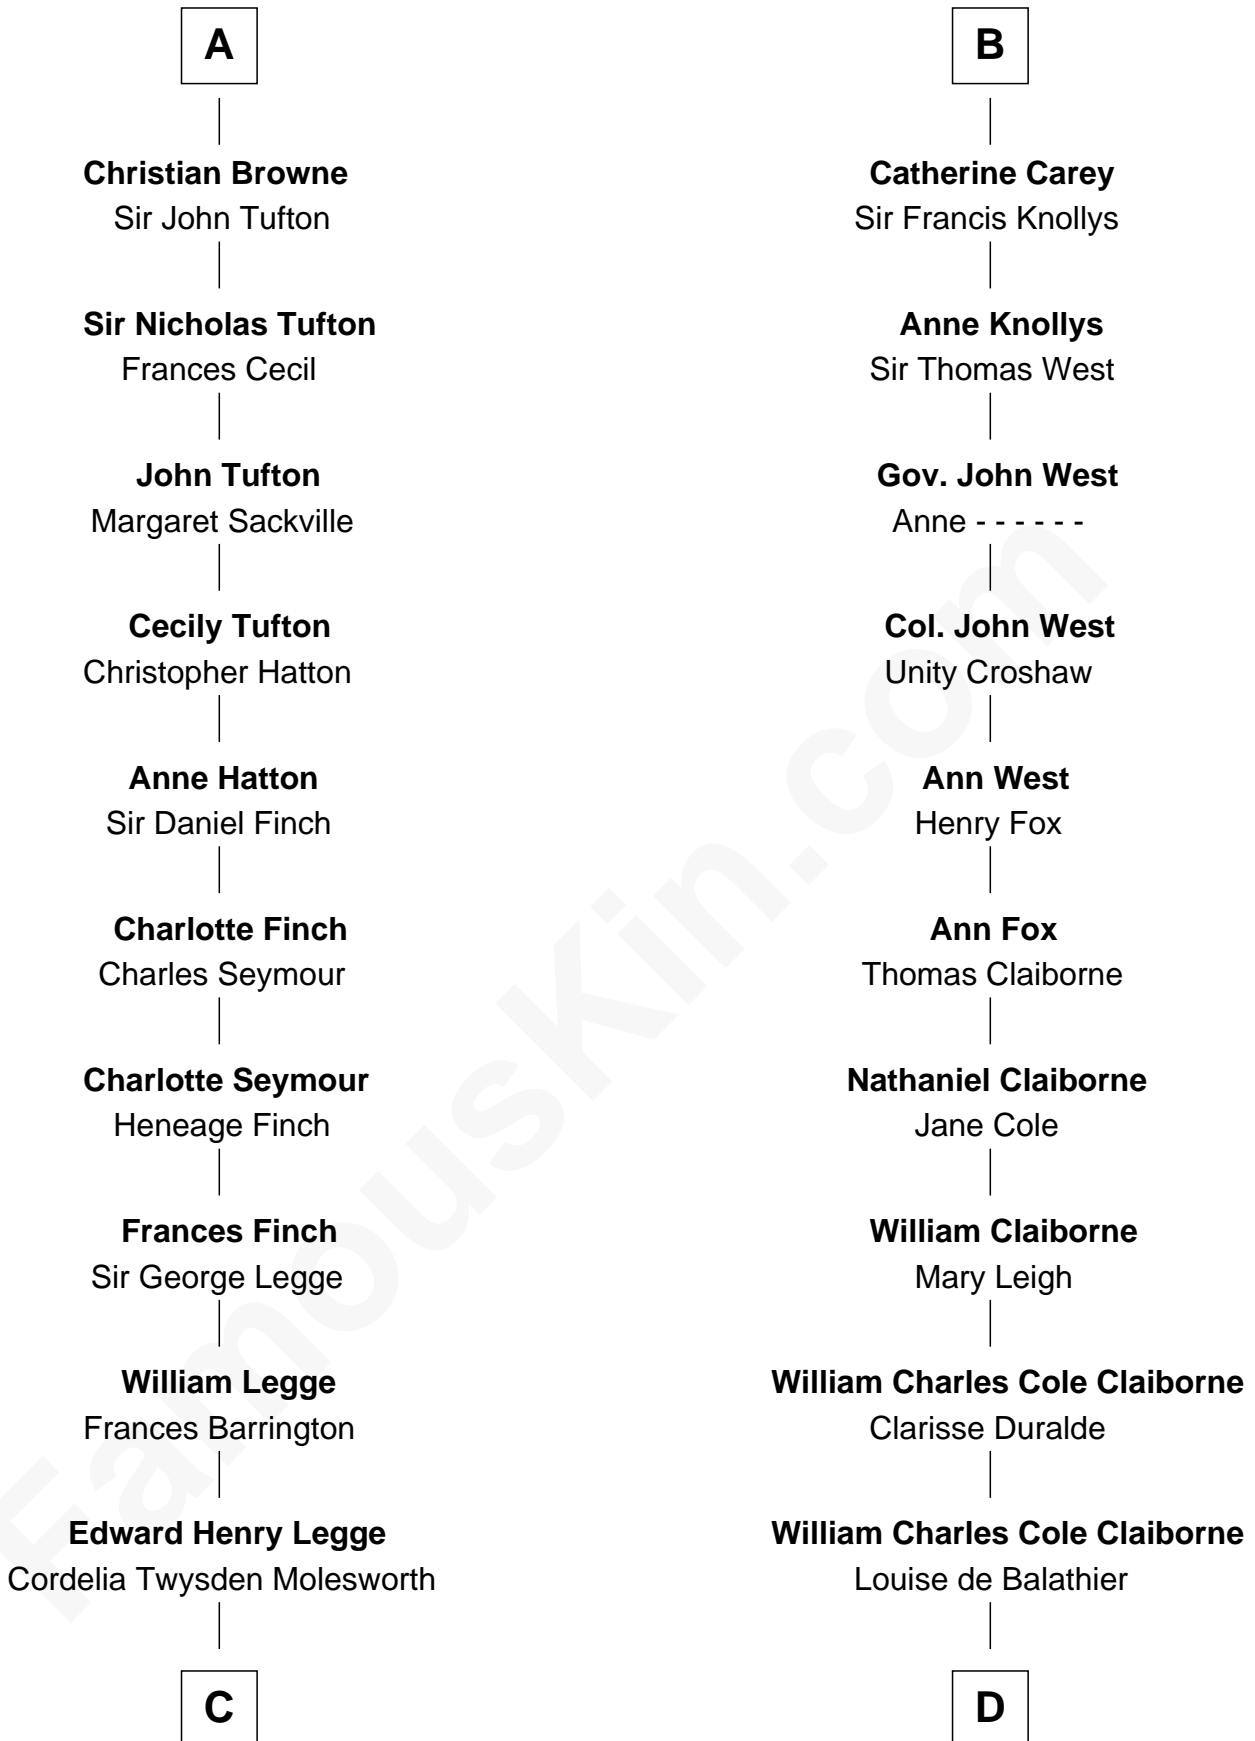 A
Christian Browne
Sir John Tufton
Sir Nicholas Tufton
Frances Cecil
John Tufton
Margaret Sackville
Cecily Tufton
Christopher Hatton
Anne Hatton
Sir Daniel Finch
Charlotte Finch
Charles Seymour
Charlotte Seymour
Heneage Finch
Frances Finch
Sir George Legge
William Legge
Frances Barrington
Edward Henry Legge
Cordelia Twysden Molesworth
C
B
Catherine Carey
Sir Francis Knollys
Anne Knollys
Sir Thomas West
Gov. John West
Anne - - - - - -
Col. John West
Unity Croshaw
Ann West
Henry Fox
Ann Fox
Thomas Claiborne
Nathaniel Claiborne
Jane Cole
William Claiborne
Mary Leigh
William Charles Cole Claiborne
Clarisse Duralde
William Charles Cole Claiborne
Louise de Balathier
D
FamousKin.com